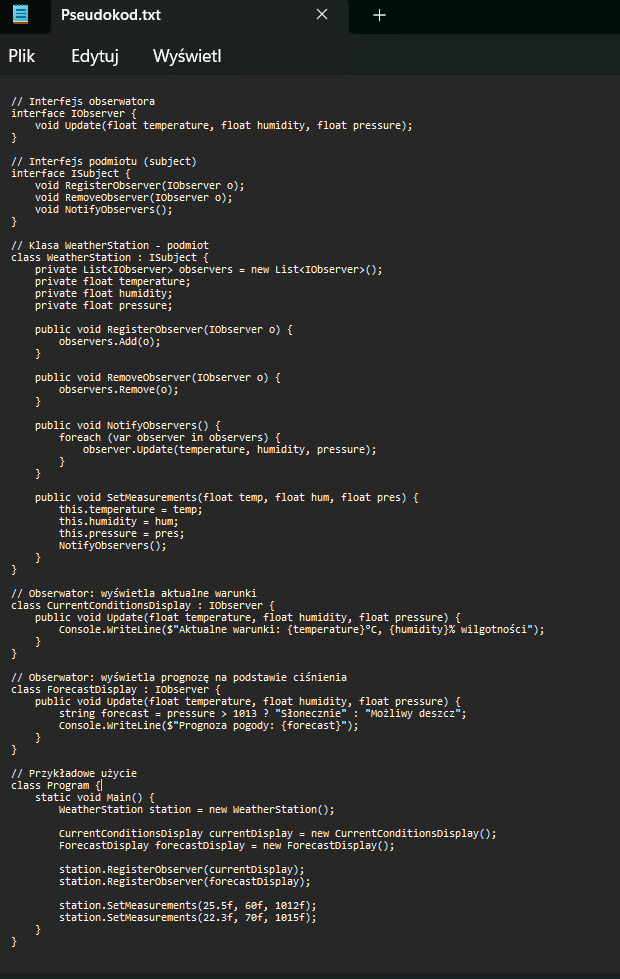 Pseudokod.txt
Plik Edytuj Wyświetl
// Interfejs obserwatora
interface IObserver {
    void Update(float temperature, float humidity, float pressure);
}
// Interfejs podmiotu (subject)
interface ISubject {
    void RegisterObserver(IObserver o);
    void RemoveObserver(IObserver o);
    void NotifyObservers();
}
// Klasa WeatherStation - podmiot
class WeatherStation : ISubject {
    private List<IObserver> observers = new List<IObserver>();
    private float temperature;
    private float humidity;
    private float pressure;
    public void RegisterObserver(IObserver o) {
        observers.Add(o);
    }
    public void RemoveObserver(IObserver o) {
        observers.Remove(o);
    }
    public void NotifyObservers() {
        foreach (var observer in observers) {
            observer.Update(temperature, humidity, pressure);
        }
    }
    public void SetMeasurements(float temp, float hum, float pres) {
        this.temperature = temp;
        this.humidity = hum;
        this.pressure = pres;
        NotifyObservers();
    }
}
// Obserwator: wyświetla aktualne warunki
class CurrentConditionsDisplay : IObserver {
    public void Update(float temperature, float humidity, float pressure) {
        Console.WriteLine($"Aktualne warunki: {temperature}°C, {humidity}% wilgotności");
    }
}
// Obserwator: wyświetla prognozę na podstawie ciśnienia
class ForecastDisplay : IObserver {
    public void Update(float temperature, float humidity, float pressure) {
        string forecast = pressure > 1013 ? "Słonecznie" : "Możliwy deszcz";
        Console.WriteLine($"Prognoza pogody: {forecast}");
    }
}
// Przykładowe użycie
class Program {
    static void Main() {
        WeatherStation station = new WeatherStation();
        CurrentConditionsDisplay currentDisplay = new CurrentConditionsDisplay();
        ForecastDisplay forecastDisplay = new ForecastDisplay();
        station.RegisterObserver(currentDisplay);
        station.RegisterObserver(forecastDisplay);
        station.SetMeasurements(25.5f, 60f, 1012f);
        station.SetMeasurements(22.3f, 70f, 1015f);
    }
}